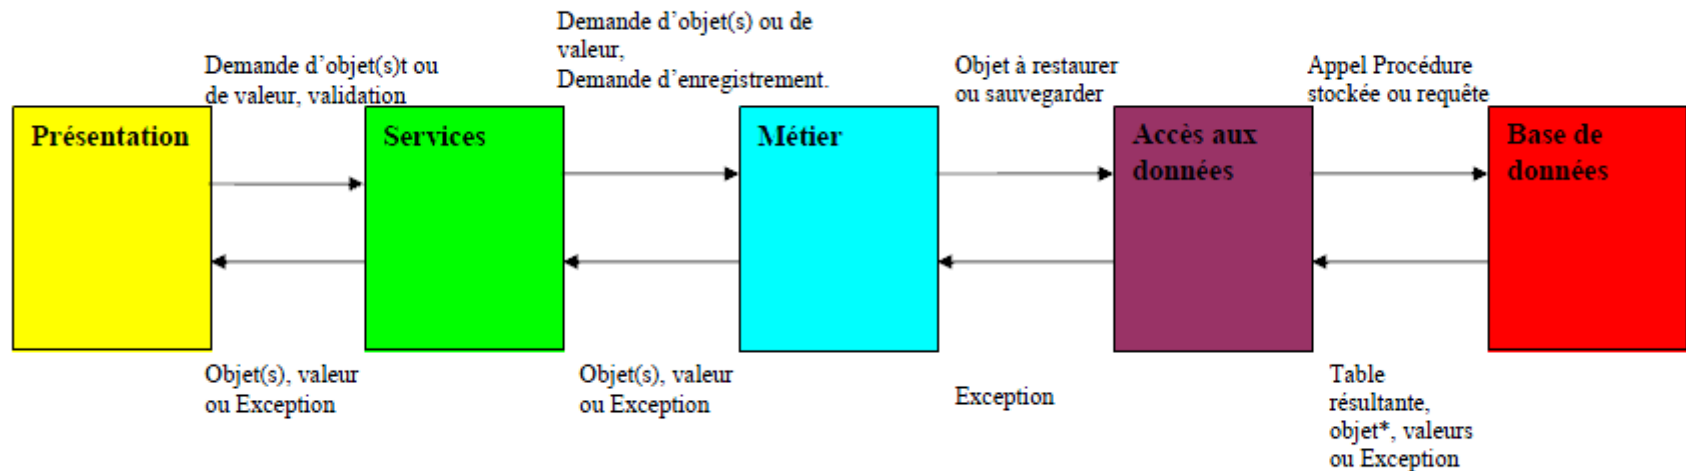 Demande d'objet(s)t ou
de valeur, validation
Demande d'objet(s) ou de
valeur,
Demande d'enregistrement.
Objet à restaurer
ou sauvegarder
Appel Procédure
stockée ou requête
Présentation
Services
Métier
Accès aux
données
Base de
données
Objet(s), valeur
ou Exception
Objet(s), valeur
ou Exception
Exception
Table
résultante,
objet*, valeurs
ou Exception